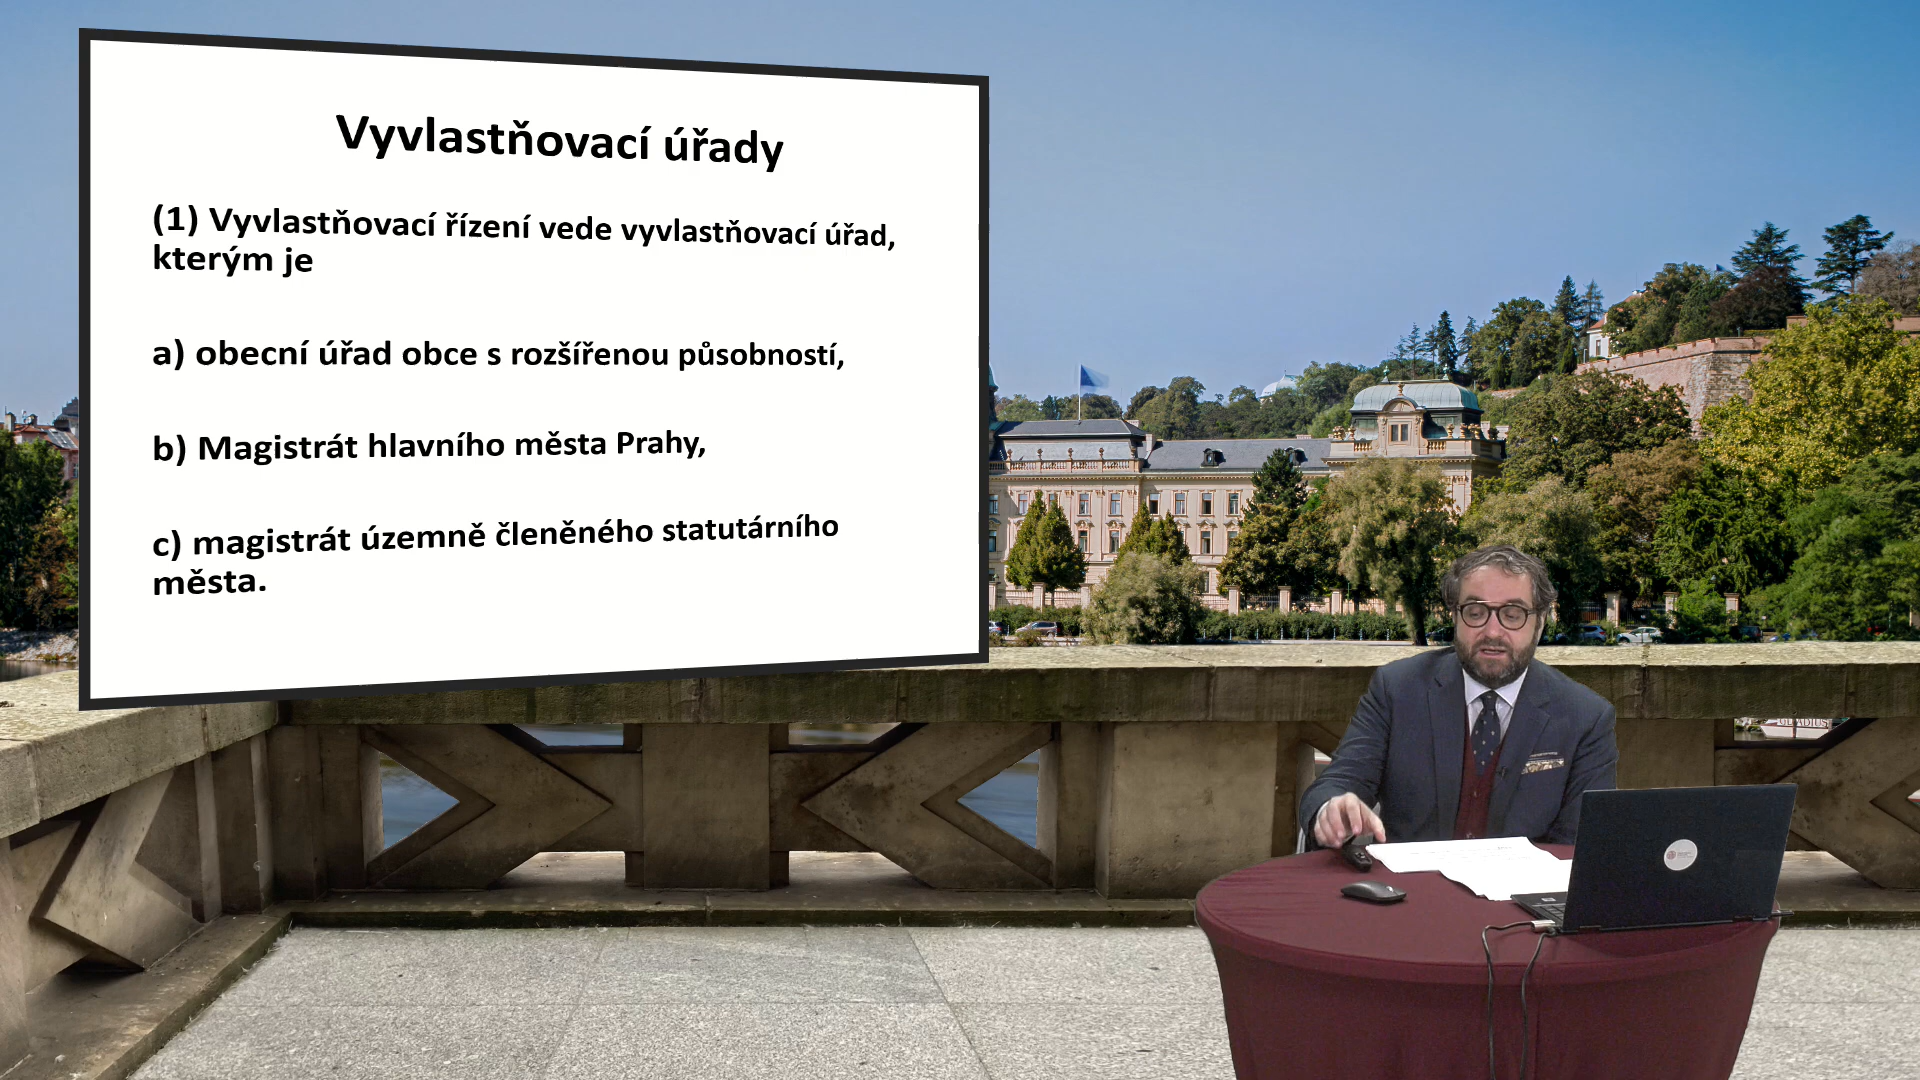 Vyvlastňovací úřady
(1) Vyvlastňovací řízení vede vyvlastňovací úřad,
kterým je
a) obecní úřad obce s rozšířenou působností,
b) Magistrát hlavního města Prahy,
c) magistrát územně členěného statutárního
města.
GLADIUS